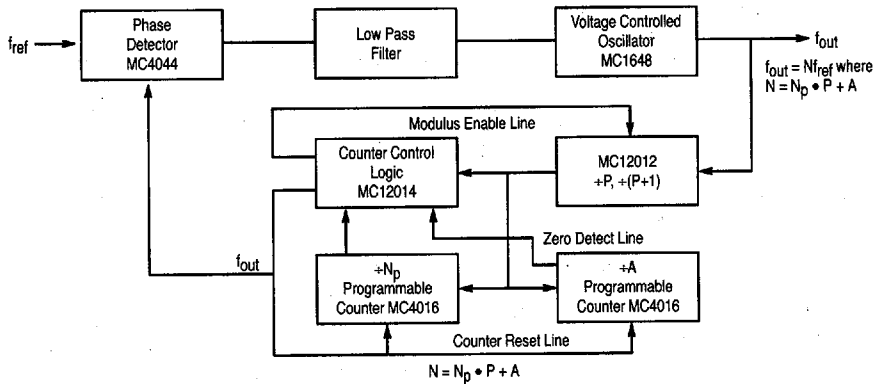 f_ref
Phase
Detector
MC4044
Low Pass
Filter
Voltage Controlled
Oscillator
MC1648
f_out
f_out = Nf_ref where
N = N_p • P + A
Modulus Enable Line
Counter Control
Logic
MC12014
MC12012
÷P, ÷(P+1)
Zero Detect Line
f_out
÷N_p
Programmable
Counter MC4016
÷A
Programmable
Counter MC4016
Counter Reset Line
N = N_p • P + A